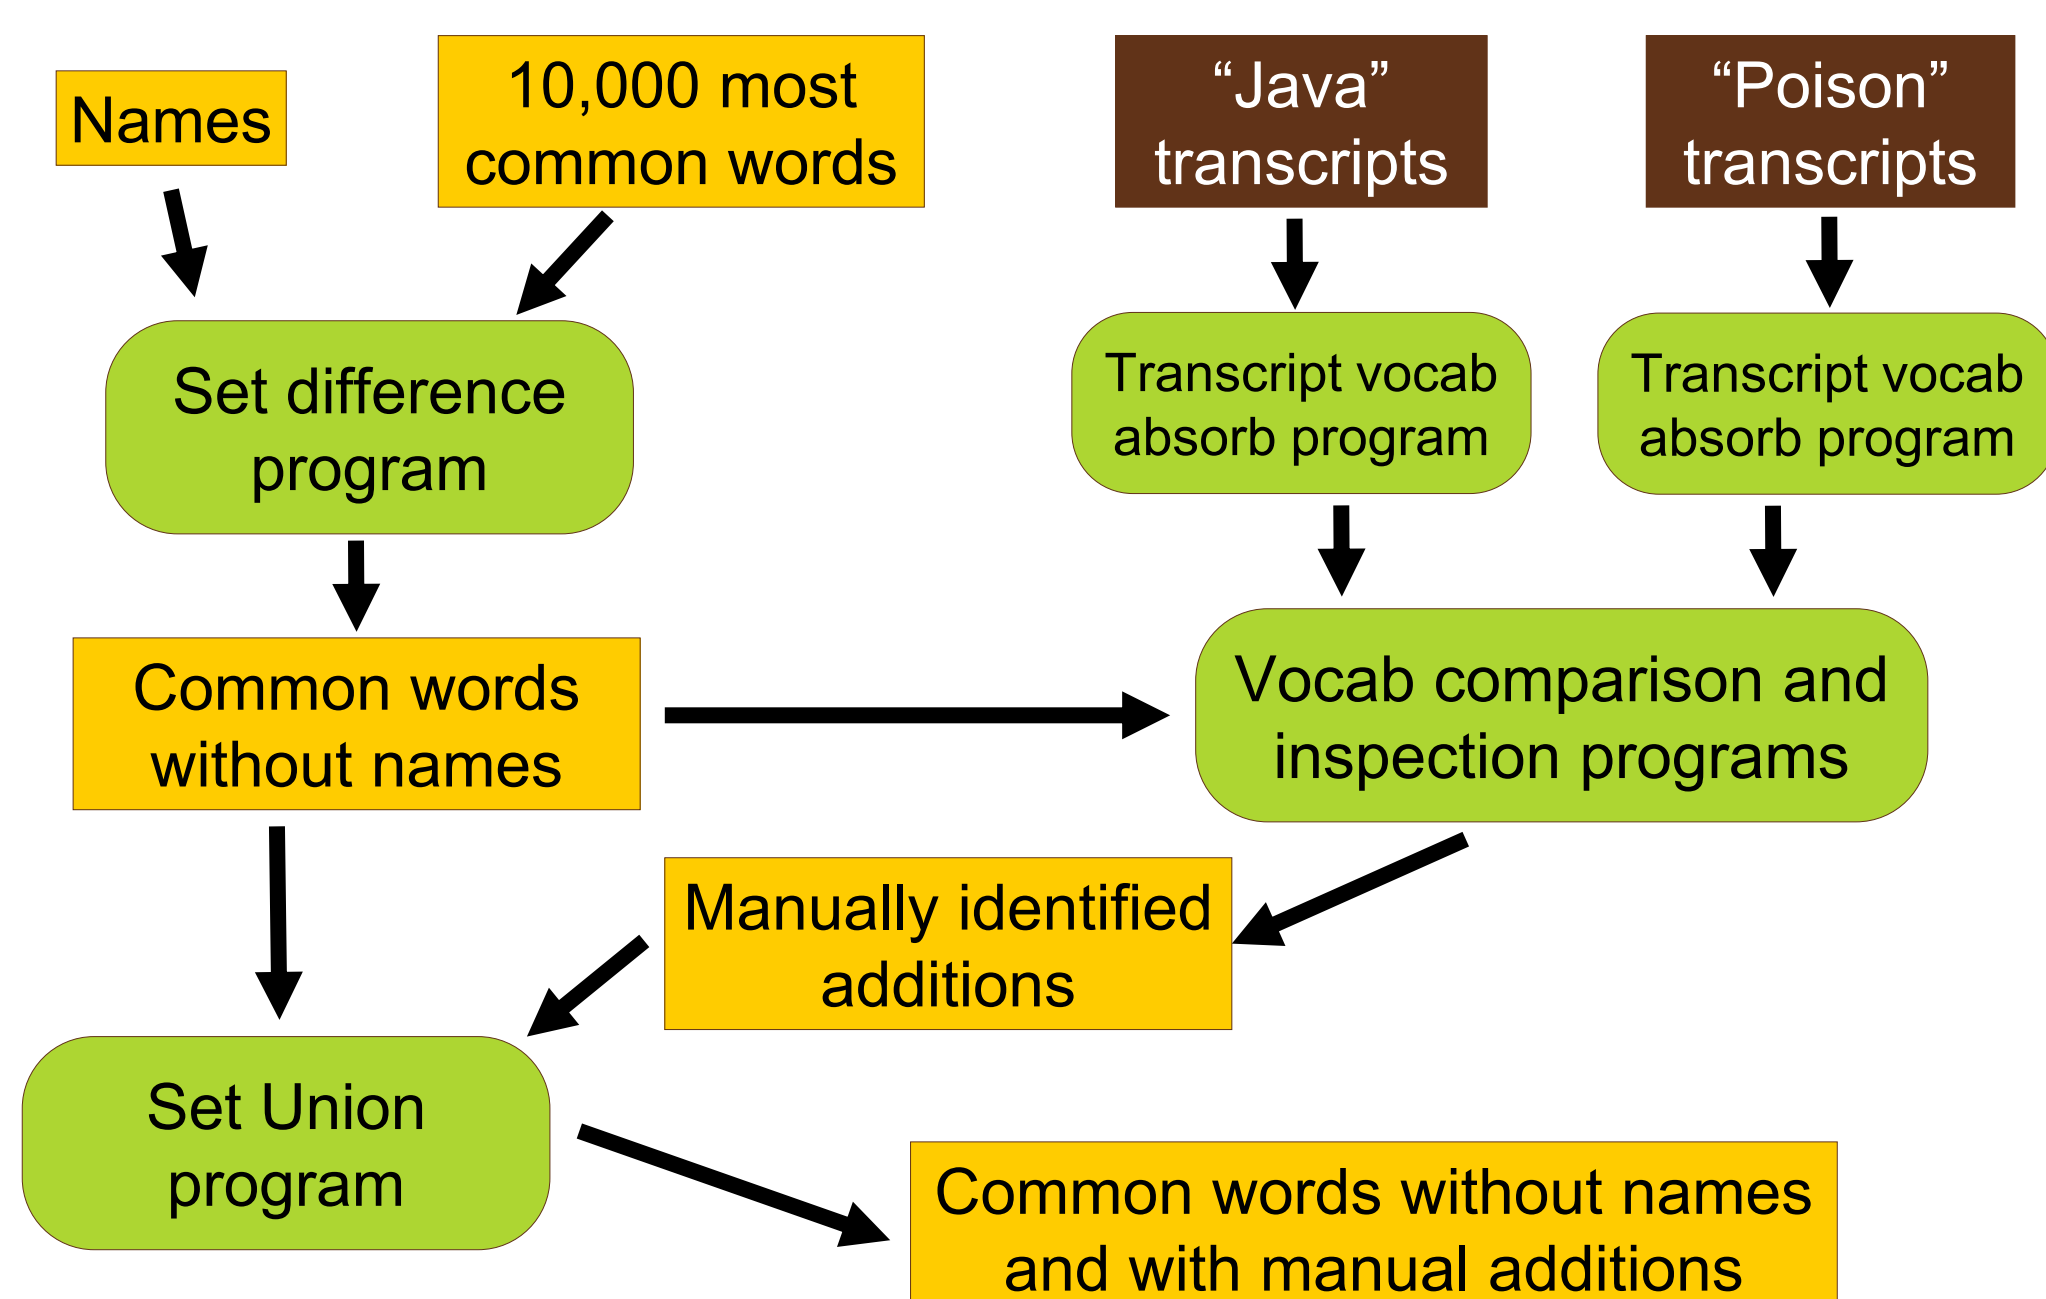 Names
10,000 most
common words
“Java”
transcripts
“Poison”
transcripts
Set difference
program
Transcript vocab
absorb program
Transcript vocab
absorb program
Common words
without names
Vocab comparison and
inspection programs
Manually identified
additions
Set Union
program
Common words without names
and with manual additions